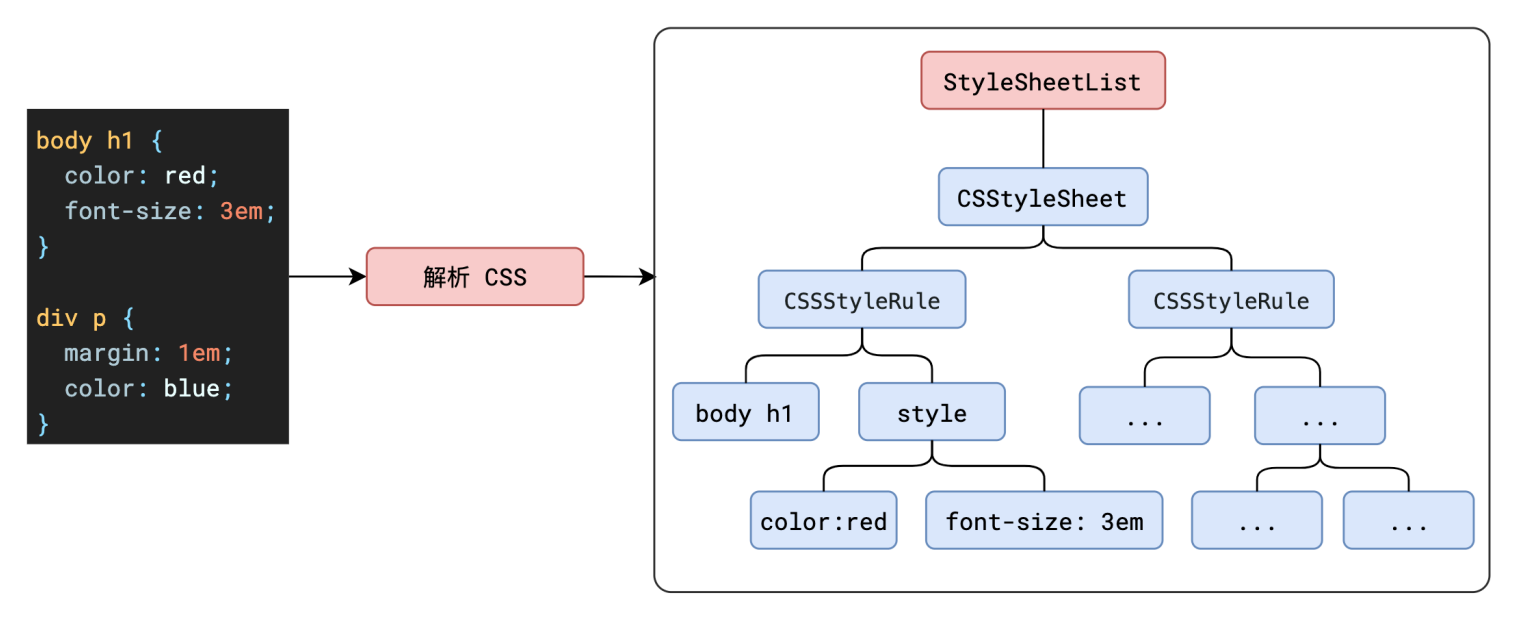 body h1 {
  color: red;
  font-size: 3em;
}
div p {
  margin: 1em;
  color: blue;
}
解析 CSS
StyleSheetList
CSStyleSheet
CSSStyleRule
CSSStyleRule
body h1
style
...
...
color:red
font-size: 3em
...
...